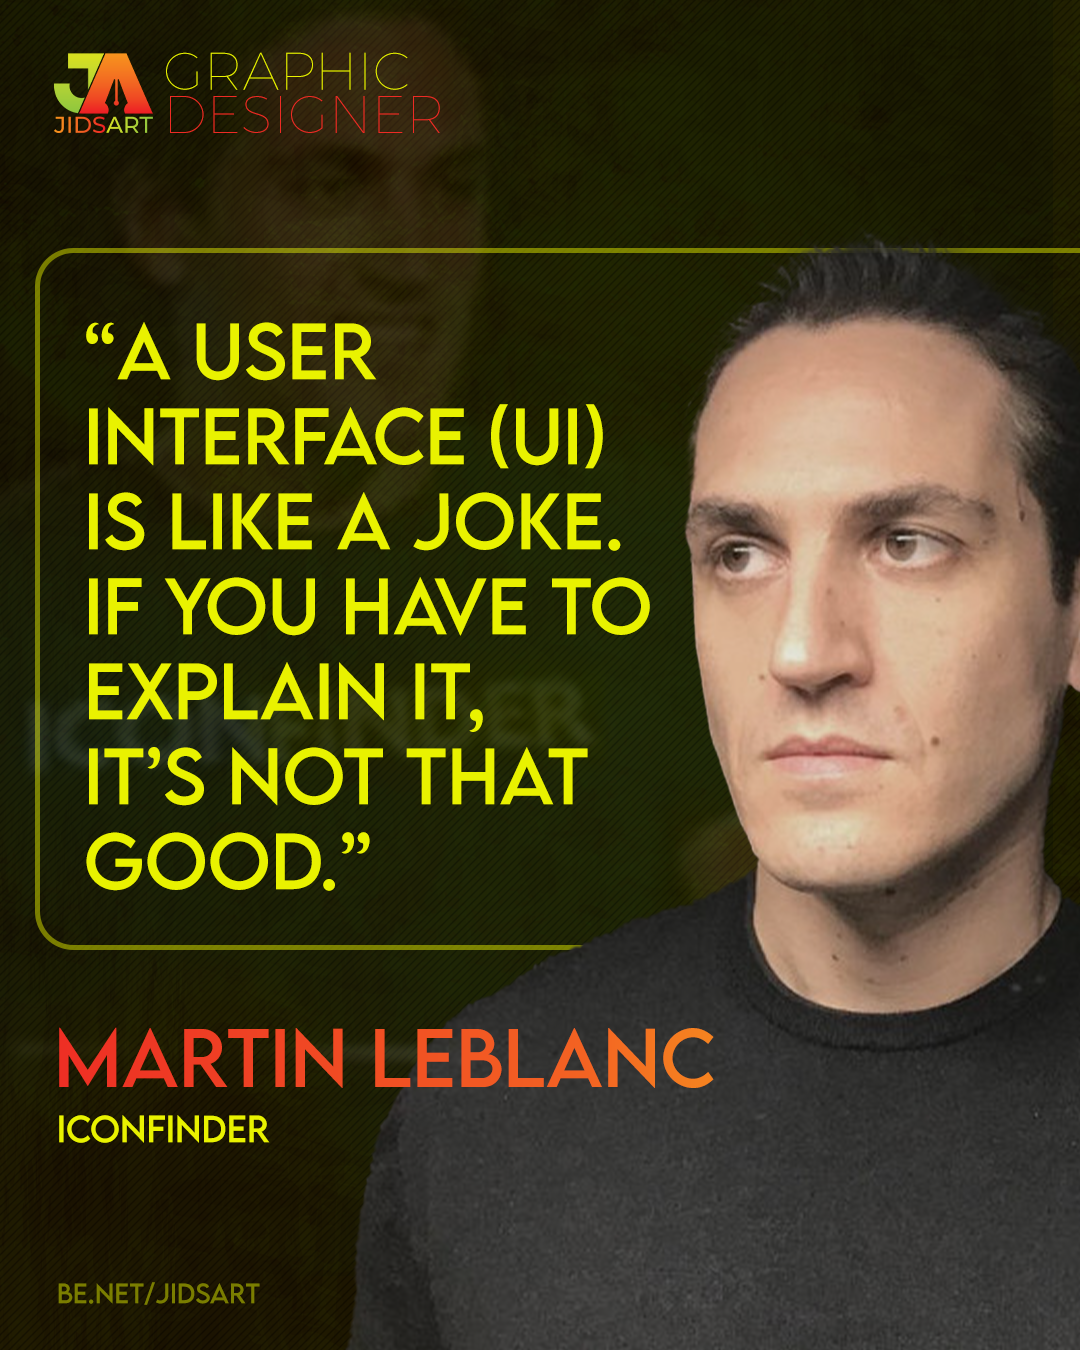 JA
GRAPHIC
DESIGNER
JIDSART
“A USER
INTERFACE (UI)
IS LIKE A JOKE.
IF YOU HAVE TO
EXPLAIN IT,
IT’S NOT THAT
GOOD.”
ICONFINDER
MARTIN LEBLANC
ICONFINDER
BE.NET/JIDSART